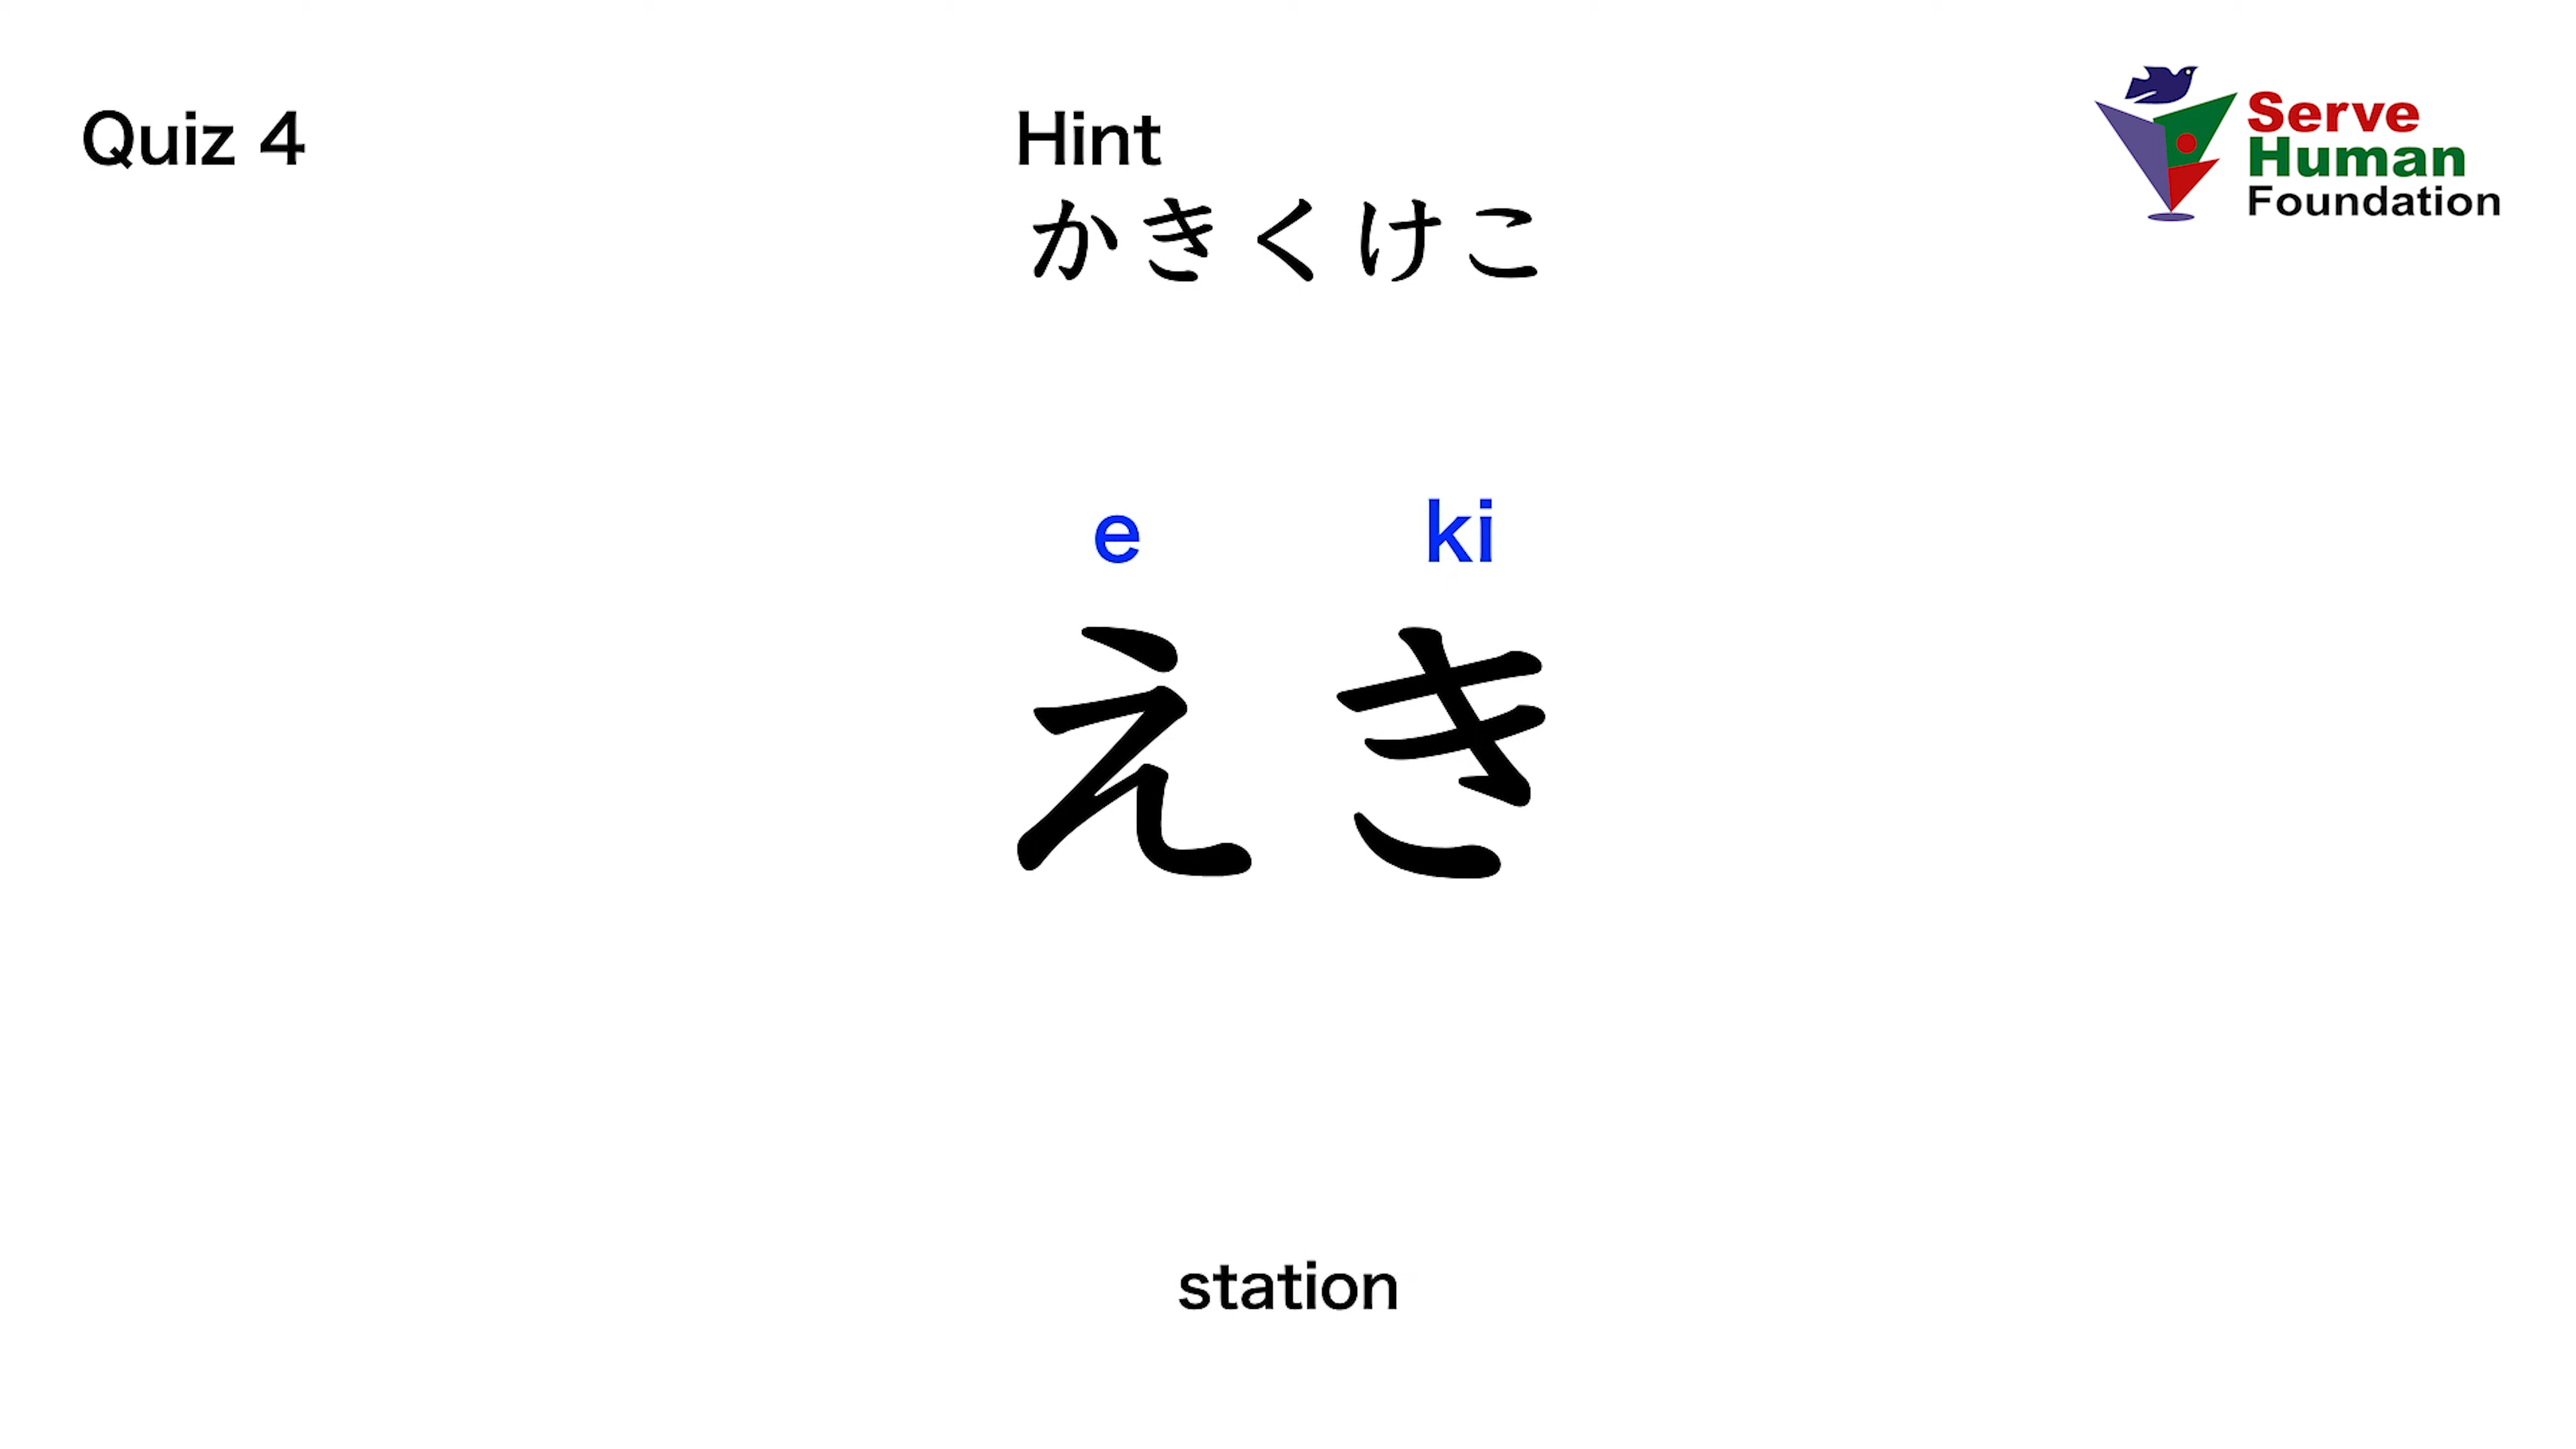 Quiz 4
Hint
かきくけこ
Serve
Human
Foundation
e ki
えき
station